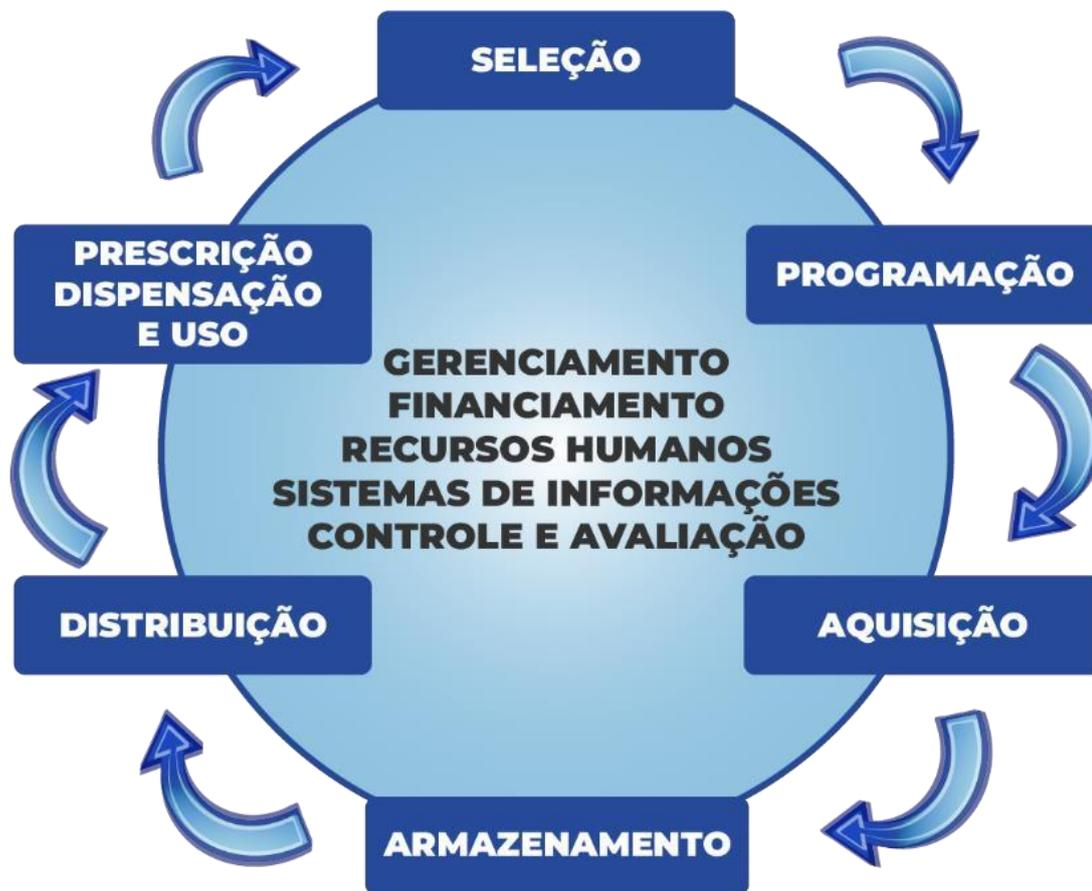 SELEÇÃO
PROGRAMAÇÃO
AQUISIÇÃO
ARMAZENAMENTO
DISTRIBUIÇÃO
PRESCRIÇÃO
DISPENSAÇÃO
E USO
GERENCIAMENTO
FINANCIAMENTO
RECURSOS HUMANOS
SISTEMAS DE INFORMAÇÕES
CONTROLE E AVALIAÇÃO